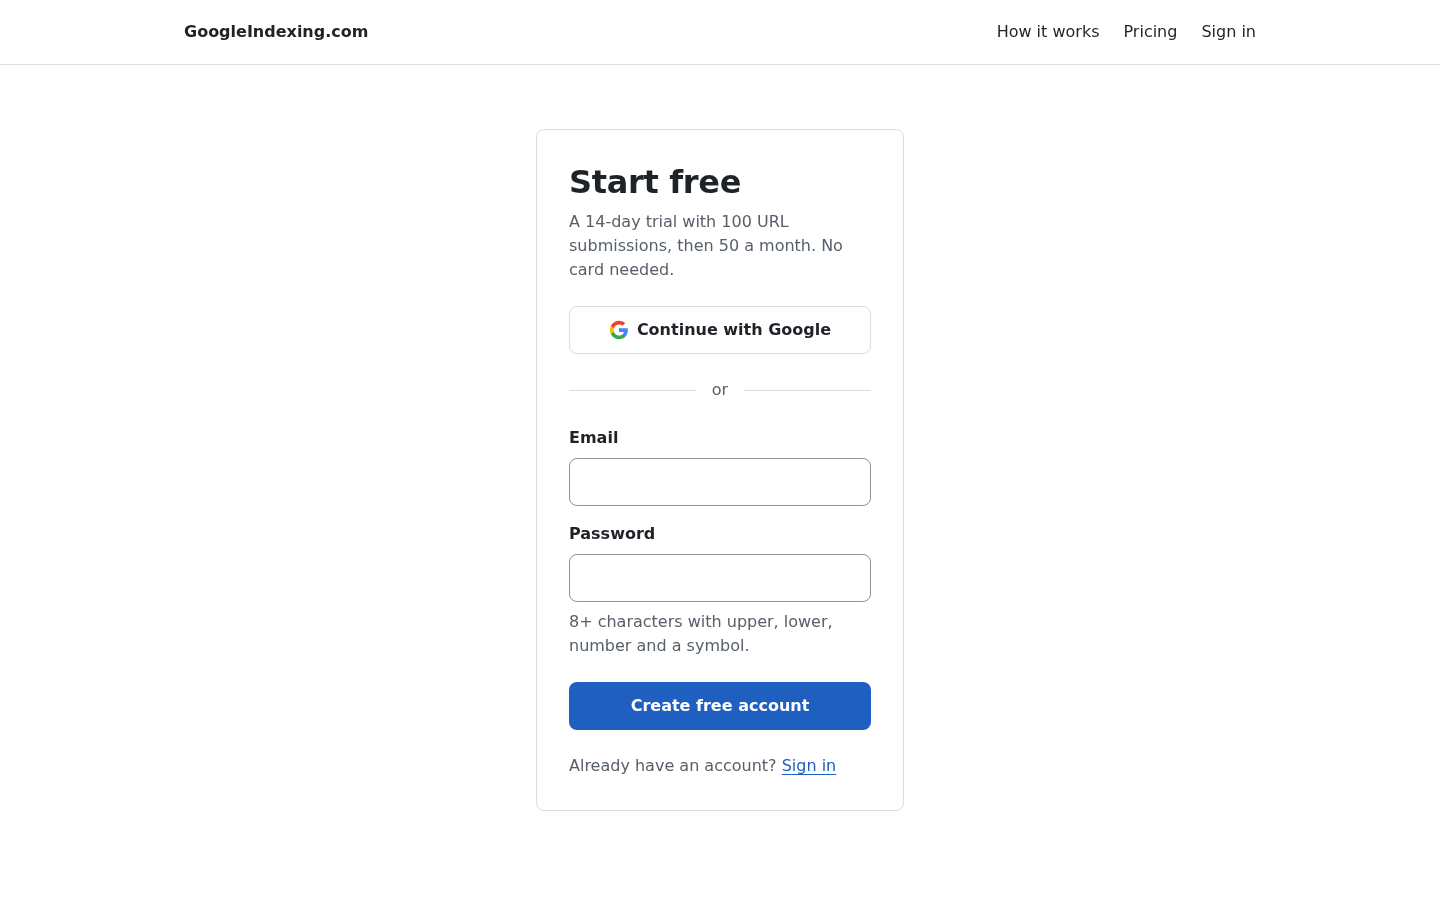 GoogleIndexing.com
How it works
Pricing
Sign in
Start free
A 14-day trial with 100 URL
submissions, then 50 a month. No
card needed.
Continue with Google
or
Email
Password
8+ characters with upper, lower,
number and a symbol.
Create free account
Already have an account? Sign in